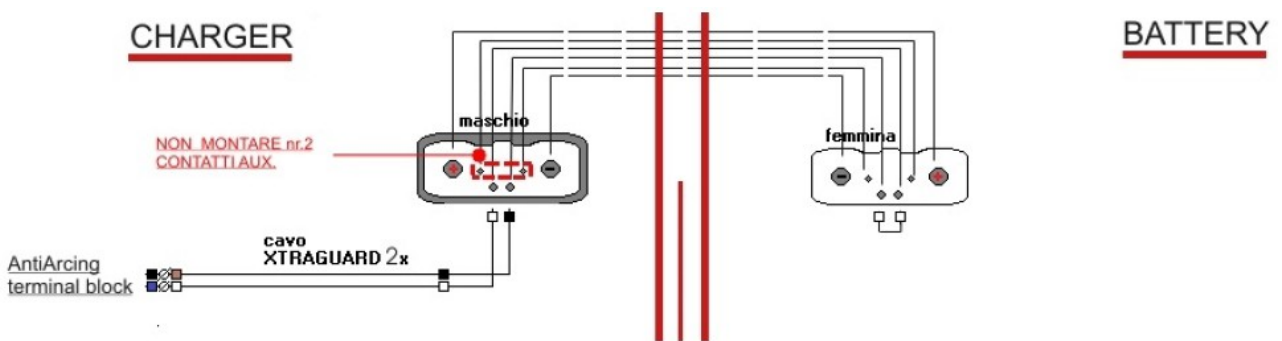 CHARGER
BATTERY
maschio
femmina
NON MONTARE nr.2
CONTATTI AUX.
+
-
-
+
cavo
XTRAGUARD 2x
AntiArcing
terminal block